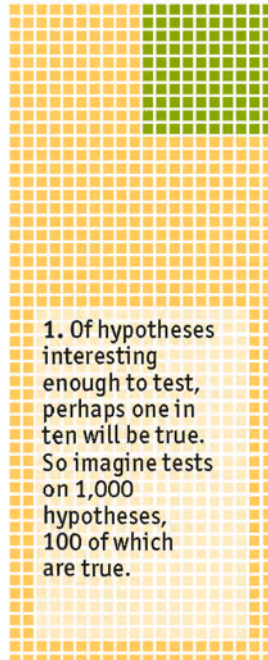 1. Of hypotheses
interesting
enough to test,
perhaps one in
ten will be true.
So imagine tests
on 1,000
hypotheses,
100 of which
are true.